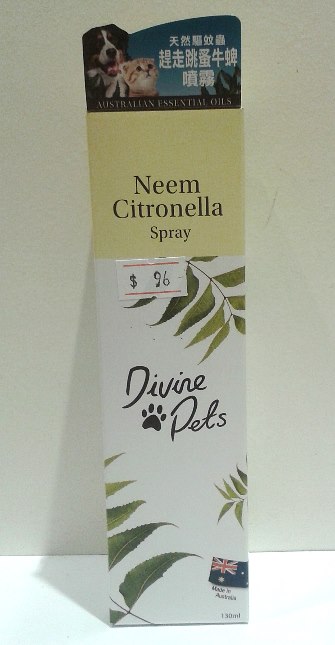 天然驅蚊蟲
趕走跳蚤牛蜱
噴霧
AUSTRALIAN ESSENTIAL OILS
Neem
Citronella
Spray
$ 96
Divine
Pets
Made in
Australia
130ml